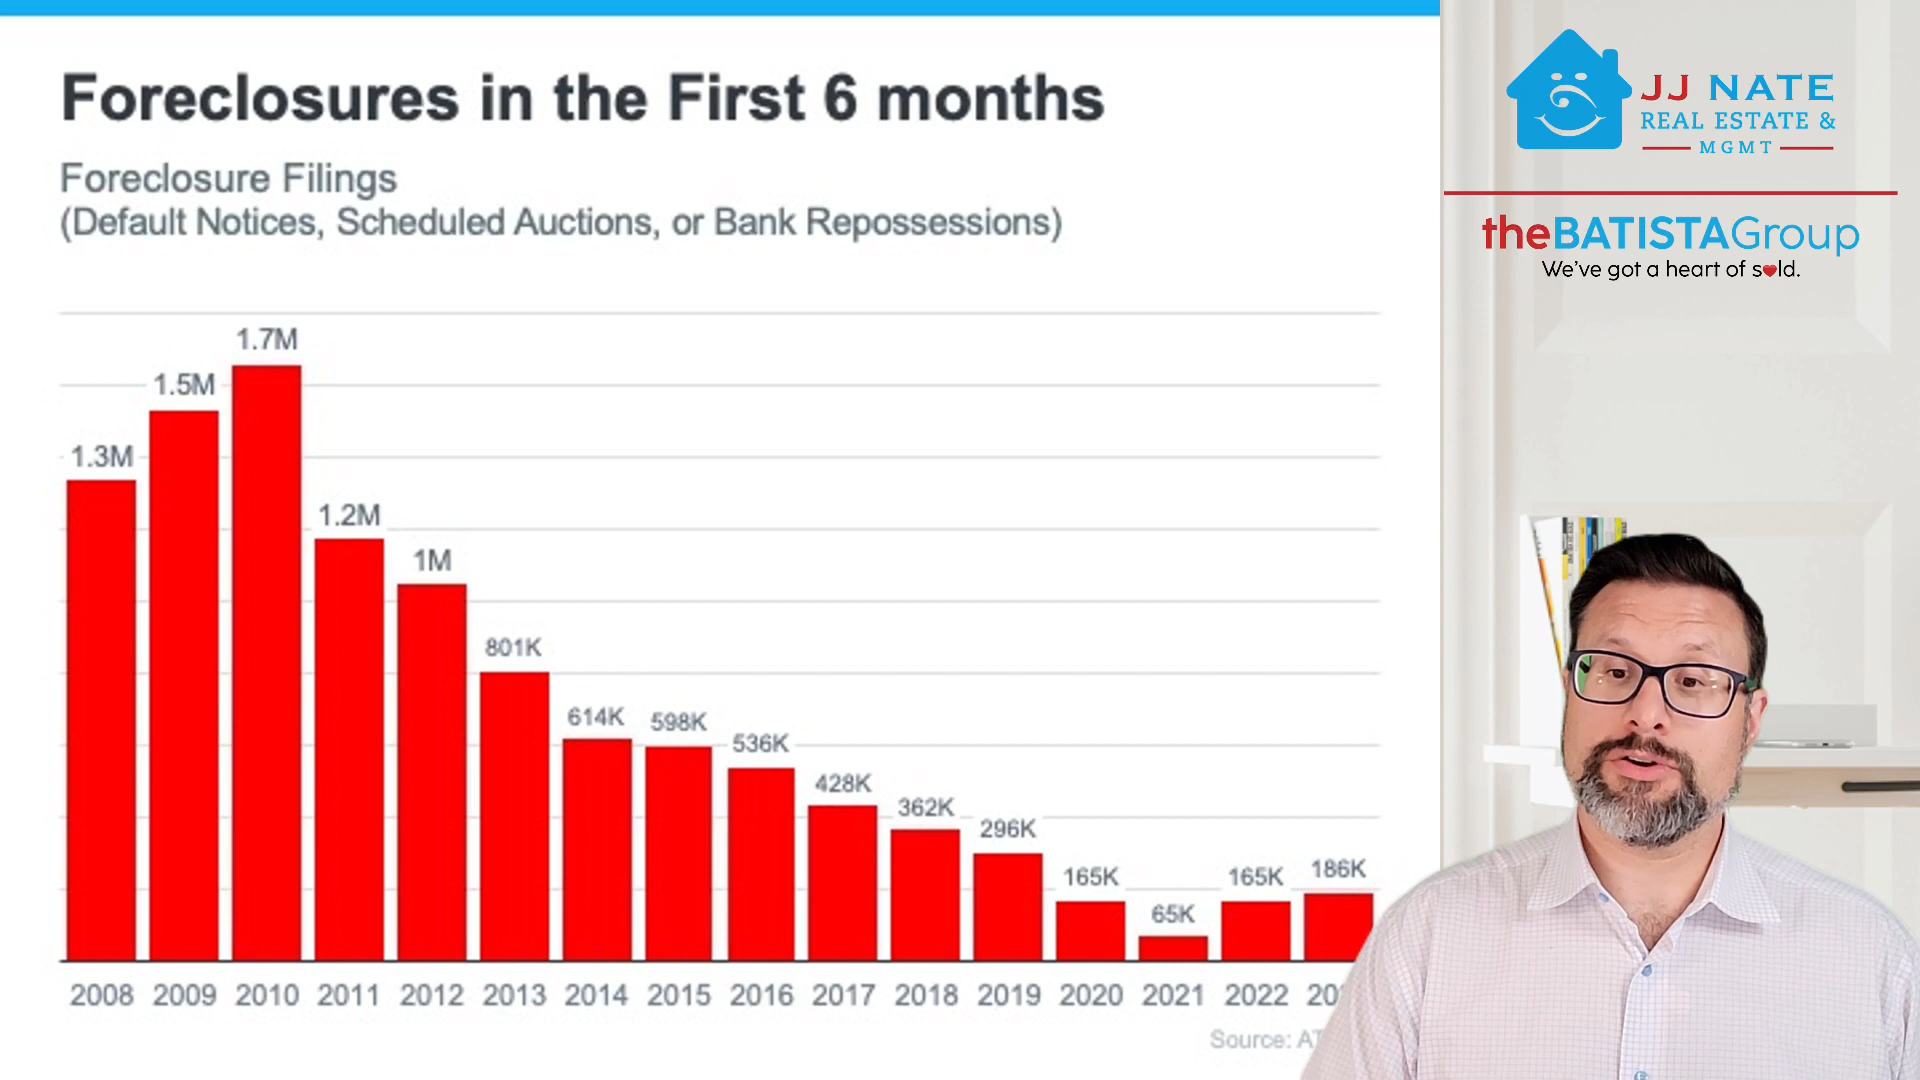 Foreclosures in the First 6 months
Foreclosure Filings
(Default Notices, Scheduled Auctions, or Bank Repossessions)
1.3M
1.5M
1.7M
1.2M
1M
801K
614K
598K
536K
428K
362K
296K
165K
65K
165K
186K
2008 2009 2010 2011 2012 2013 2014 2015 2016 2017 2018 2019 2020 2021 2022
Source:
JJ NATE
REAL ESTATE &
MGMT
theBATISTAGroup
We've got a heart of s❤ld.